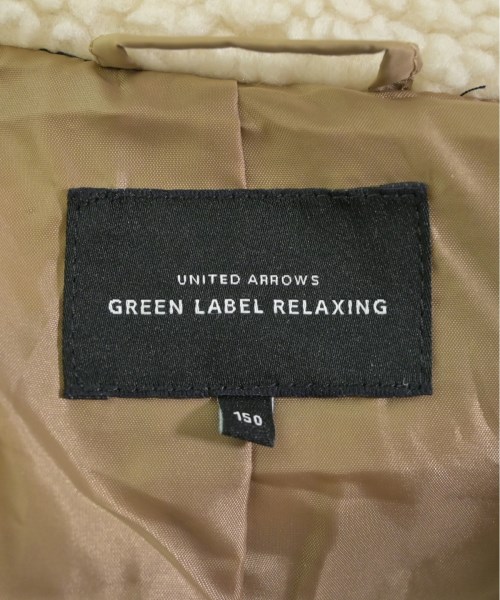 UNITED ARROWS
GREEN LABEL RELAXING
150